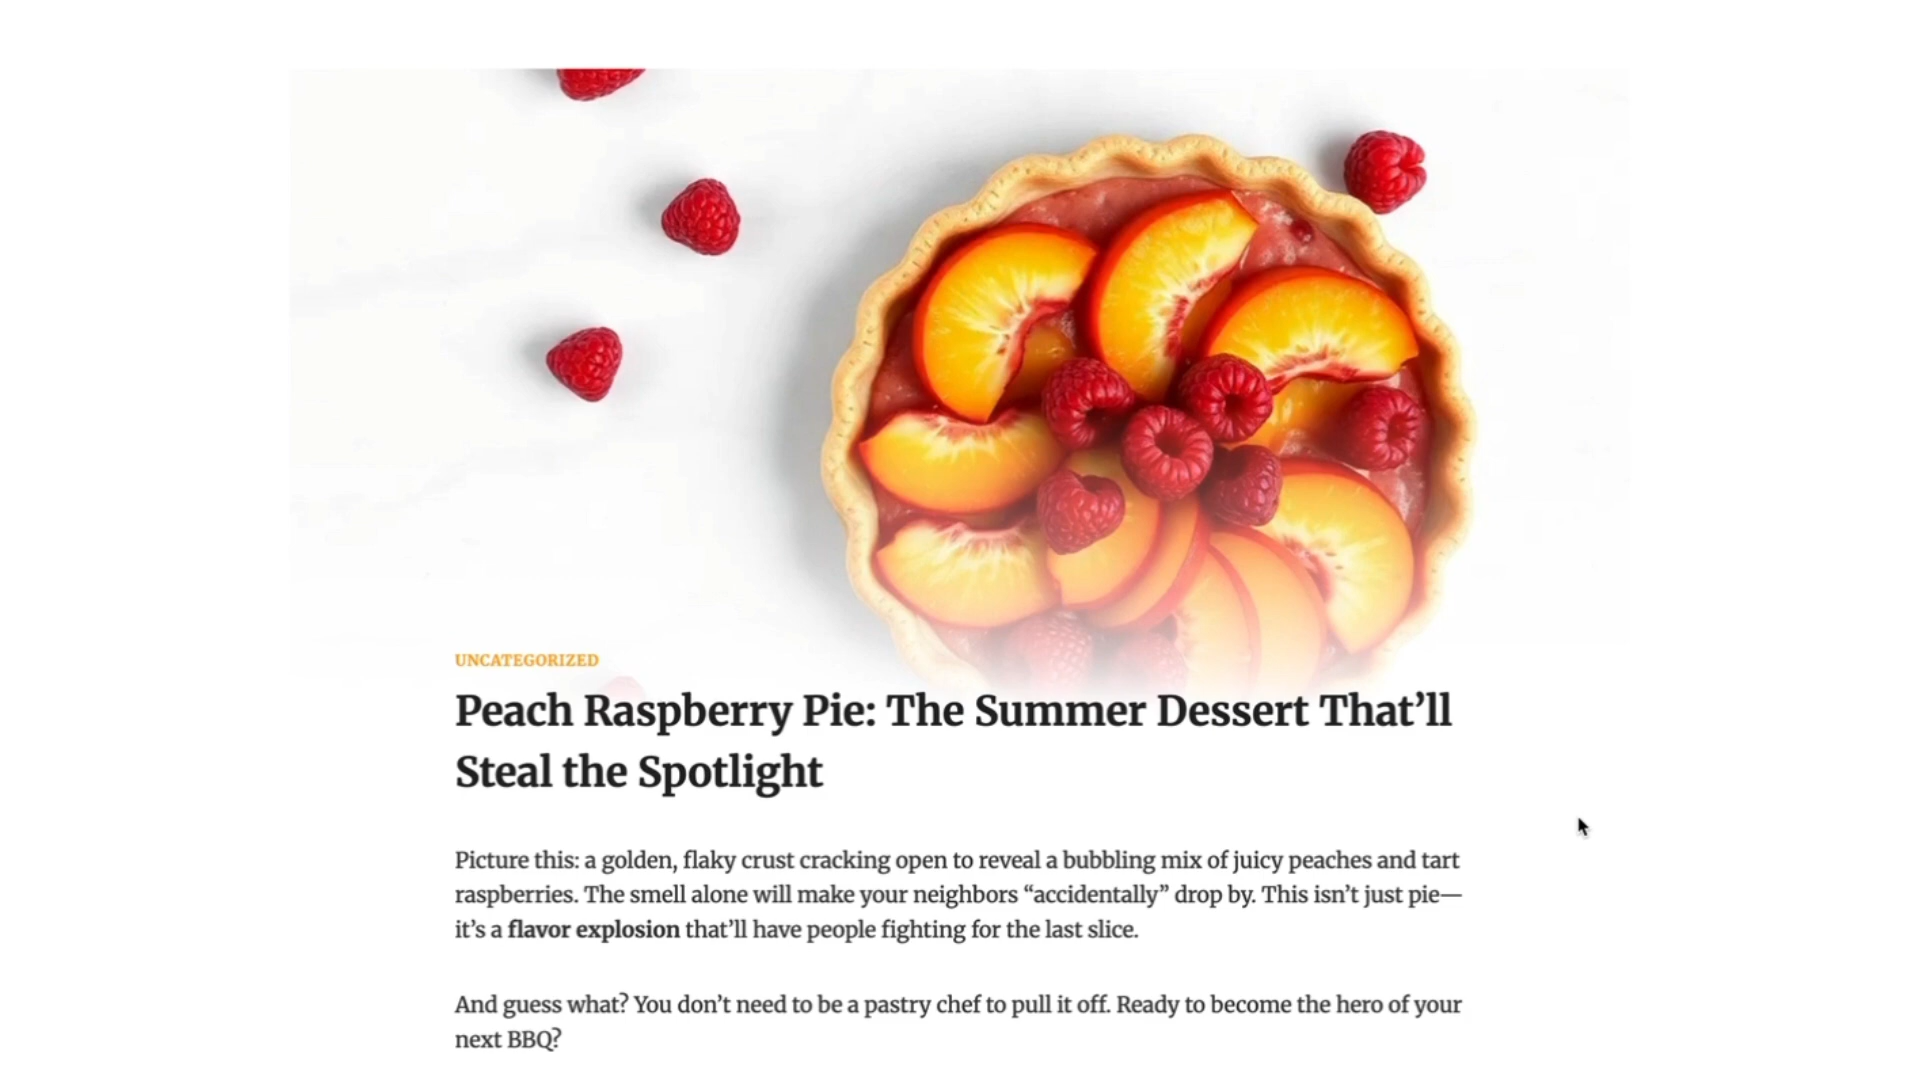 UNCATEGORIZED
Peach Raspberry Pie: The Summer Dessert That’ll
Steal the Spotlight
Picture this: a golden, flaky crust cracking open to reveal a bubbling mix of juicy peaches and tart
raspberries. The smell alone will make your neighbors “accidentally” drop by. This isn’t just pie—
it’s a flavor explosion that’ll have people fighting for the last slice.
And guess what? You don’t need to be a pastry chef to pull it off. Ready to become the hero of your
next BBQ?